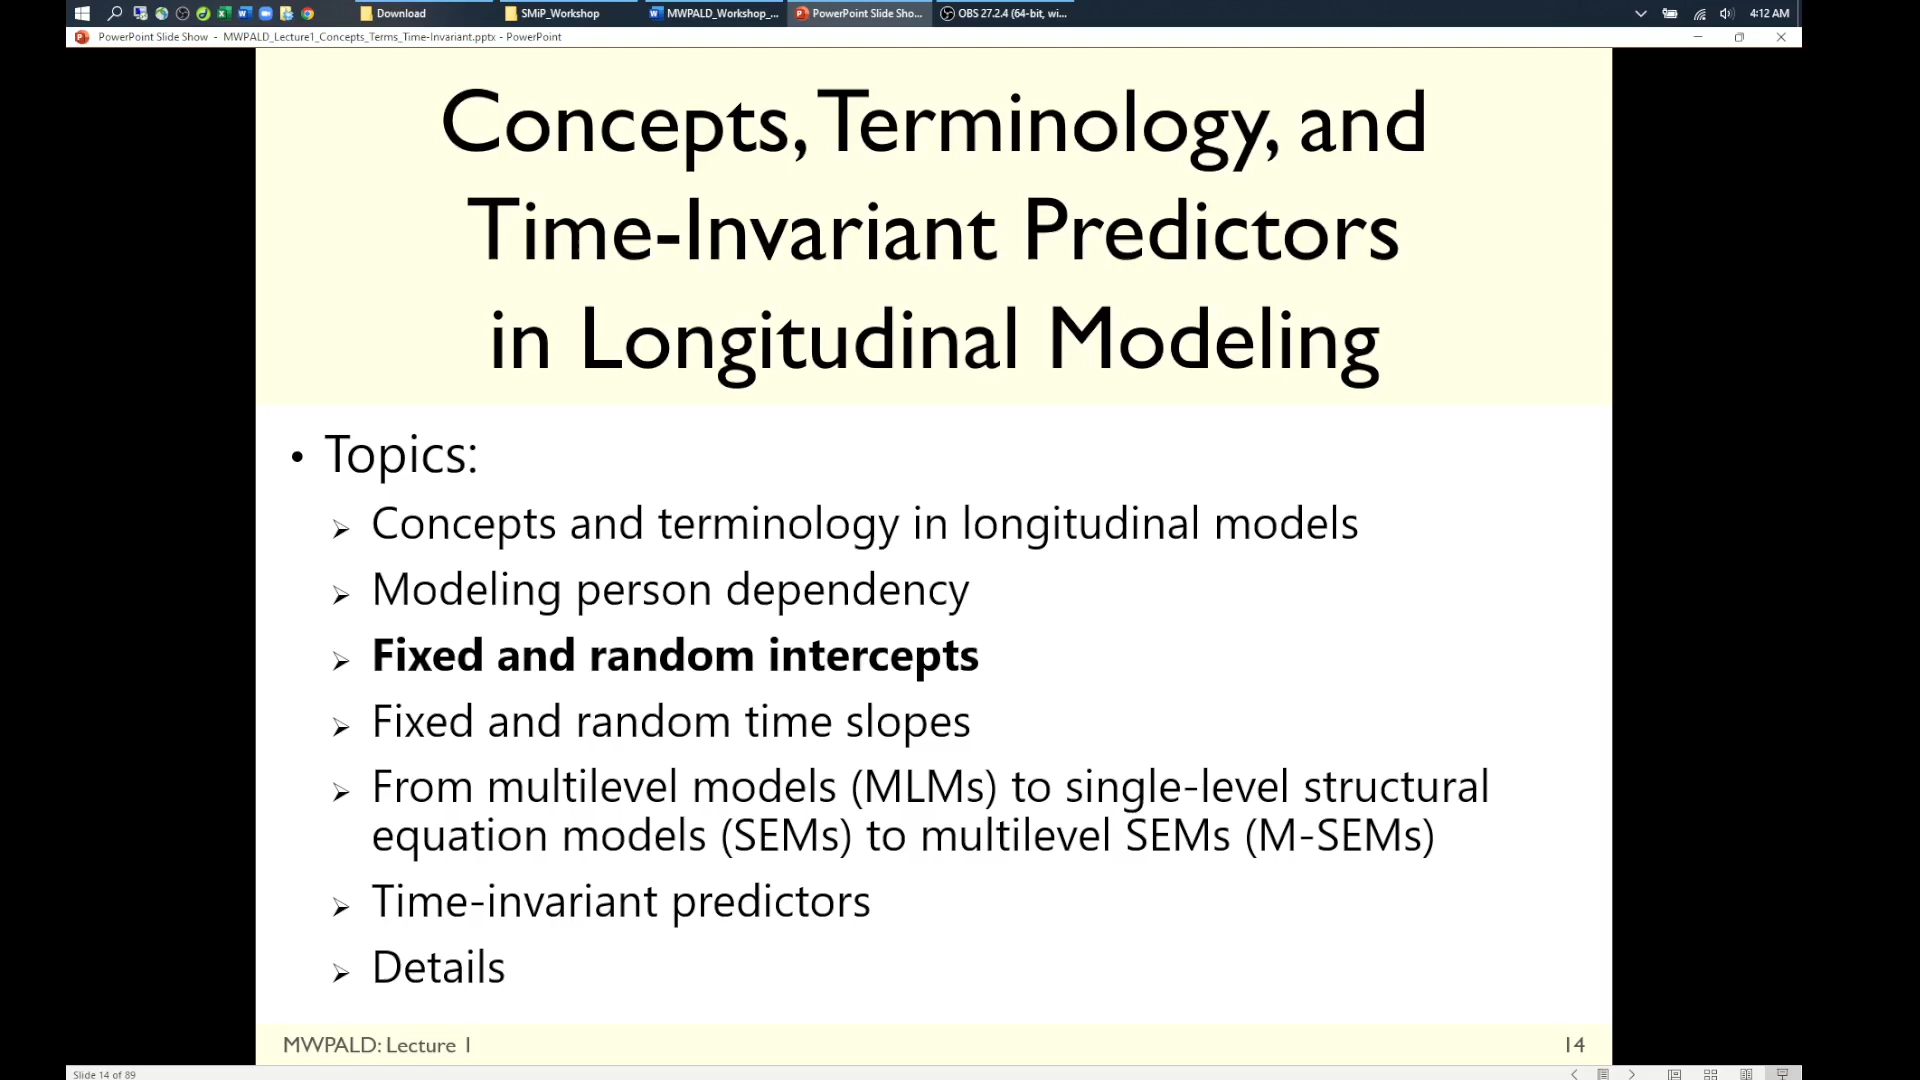 Download
SMiP_Workshop
MWPALD_Workshop_...
PowerPoint Slide Sho...
OBS 27.2.4 (64-bit, wi...
4:12 AM
PowerPoint Slide Show - MWPALD_Lecture1_Concepts_Terms_Time-Invariant.pptx - PowerPoint
Concepts, Terminology, and
Time-Invariant Predictors
in Longitudinal Modeling
• Topics:
➢ Concepts and terminology in longitudinal models
➢ Modeling person dependency
➢ Fixed and random intercepts
➢ Fixed and random time slopes
➢ From multilevel models (MLMs) to single-level structural
equation models (SEMs) to multilevel SEMs (M-SEMs)
➢ Time-invariant predictors
➢ Details
MWPALD: Lecture 1
14
Slide 14 of 89